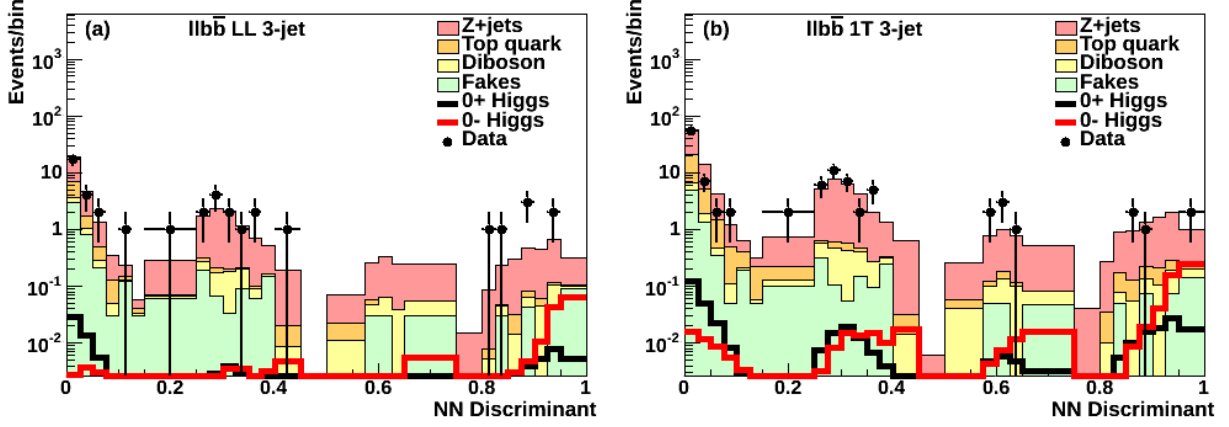 (a) llbb̄ LL 3-jet
Z+jets
Top quark
Diboson
Fakes
0+ Higgs
0- Higgs
Data
Events/bin
10³
10²
10
1
10⁻¹
10⁻²
0 0.2 0.4 0.6 0.8 1
NN Discriminant
(b) llbb̄ 1T 3-jet
Z+jets
Top quark
Diboson
Fakes
0+ Higgs
0- Higgs
Data
Events/bin
10³
10²
10
1
10⁻¹
10⁻²
0 0.2 0.4 0.6 0.8 1
NN Discriminant